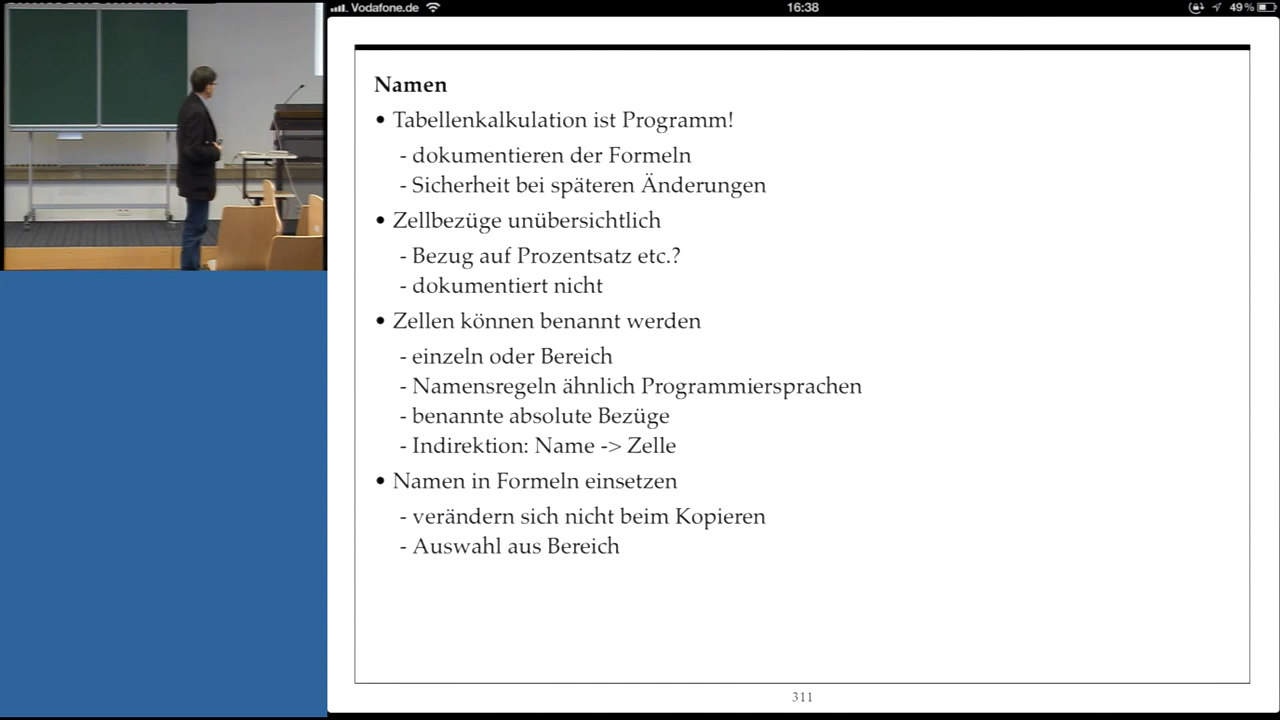 Vodafone.de 16:38 49%
Namen
• Tabellenkalkulation ist Programm!
- dokumentieren der Formeln
- Sicherheit bei späteren Änderungen
• Zellbezüge unübersichtlich
- Bezug auf Prozentsatz etc.?
- dokumentiert nicht
• Zellen können benannt werden
- einzeln oder Bereich
- Namensregeln ähnlich Programmiersprachen
- benannte absolute Bezüge
- Indirektion: Name -> Zelle
• Namen in Formeln einsetzen
- verändern sich nicht beim Kopieren
- Auswahl aus Bereich
311